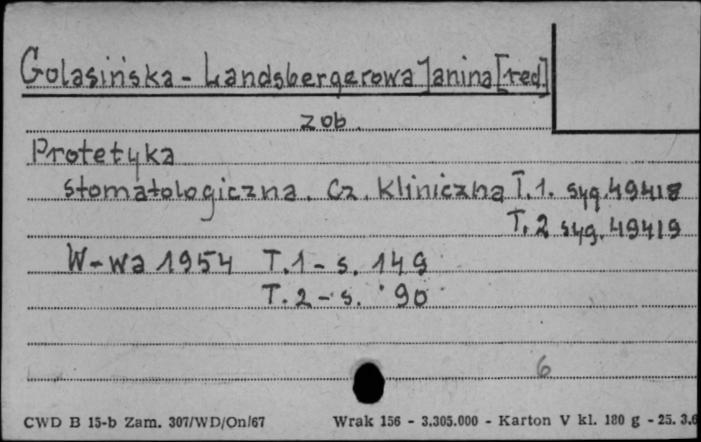 Golasińska - Landsbergerowa Janina [red]
zob.
Protetyka
stomatologiczna. Cz. Kliniczna T. 1. syg. 49418
T. 2 syg. 49419
W-wa 1954 T. 1 - s. 149
T. 2 - s. 90
6
CWD B 15-b Zam. 307/WD/On/67 Wrak 156 - 3.305.000 - Karton V kl. 180 g - 25. 3.6